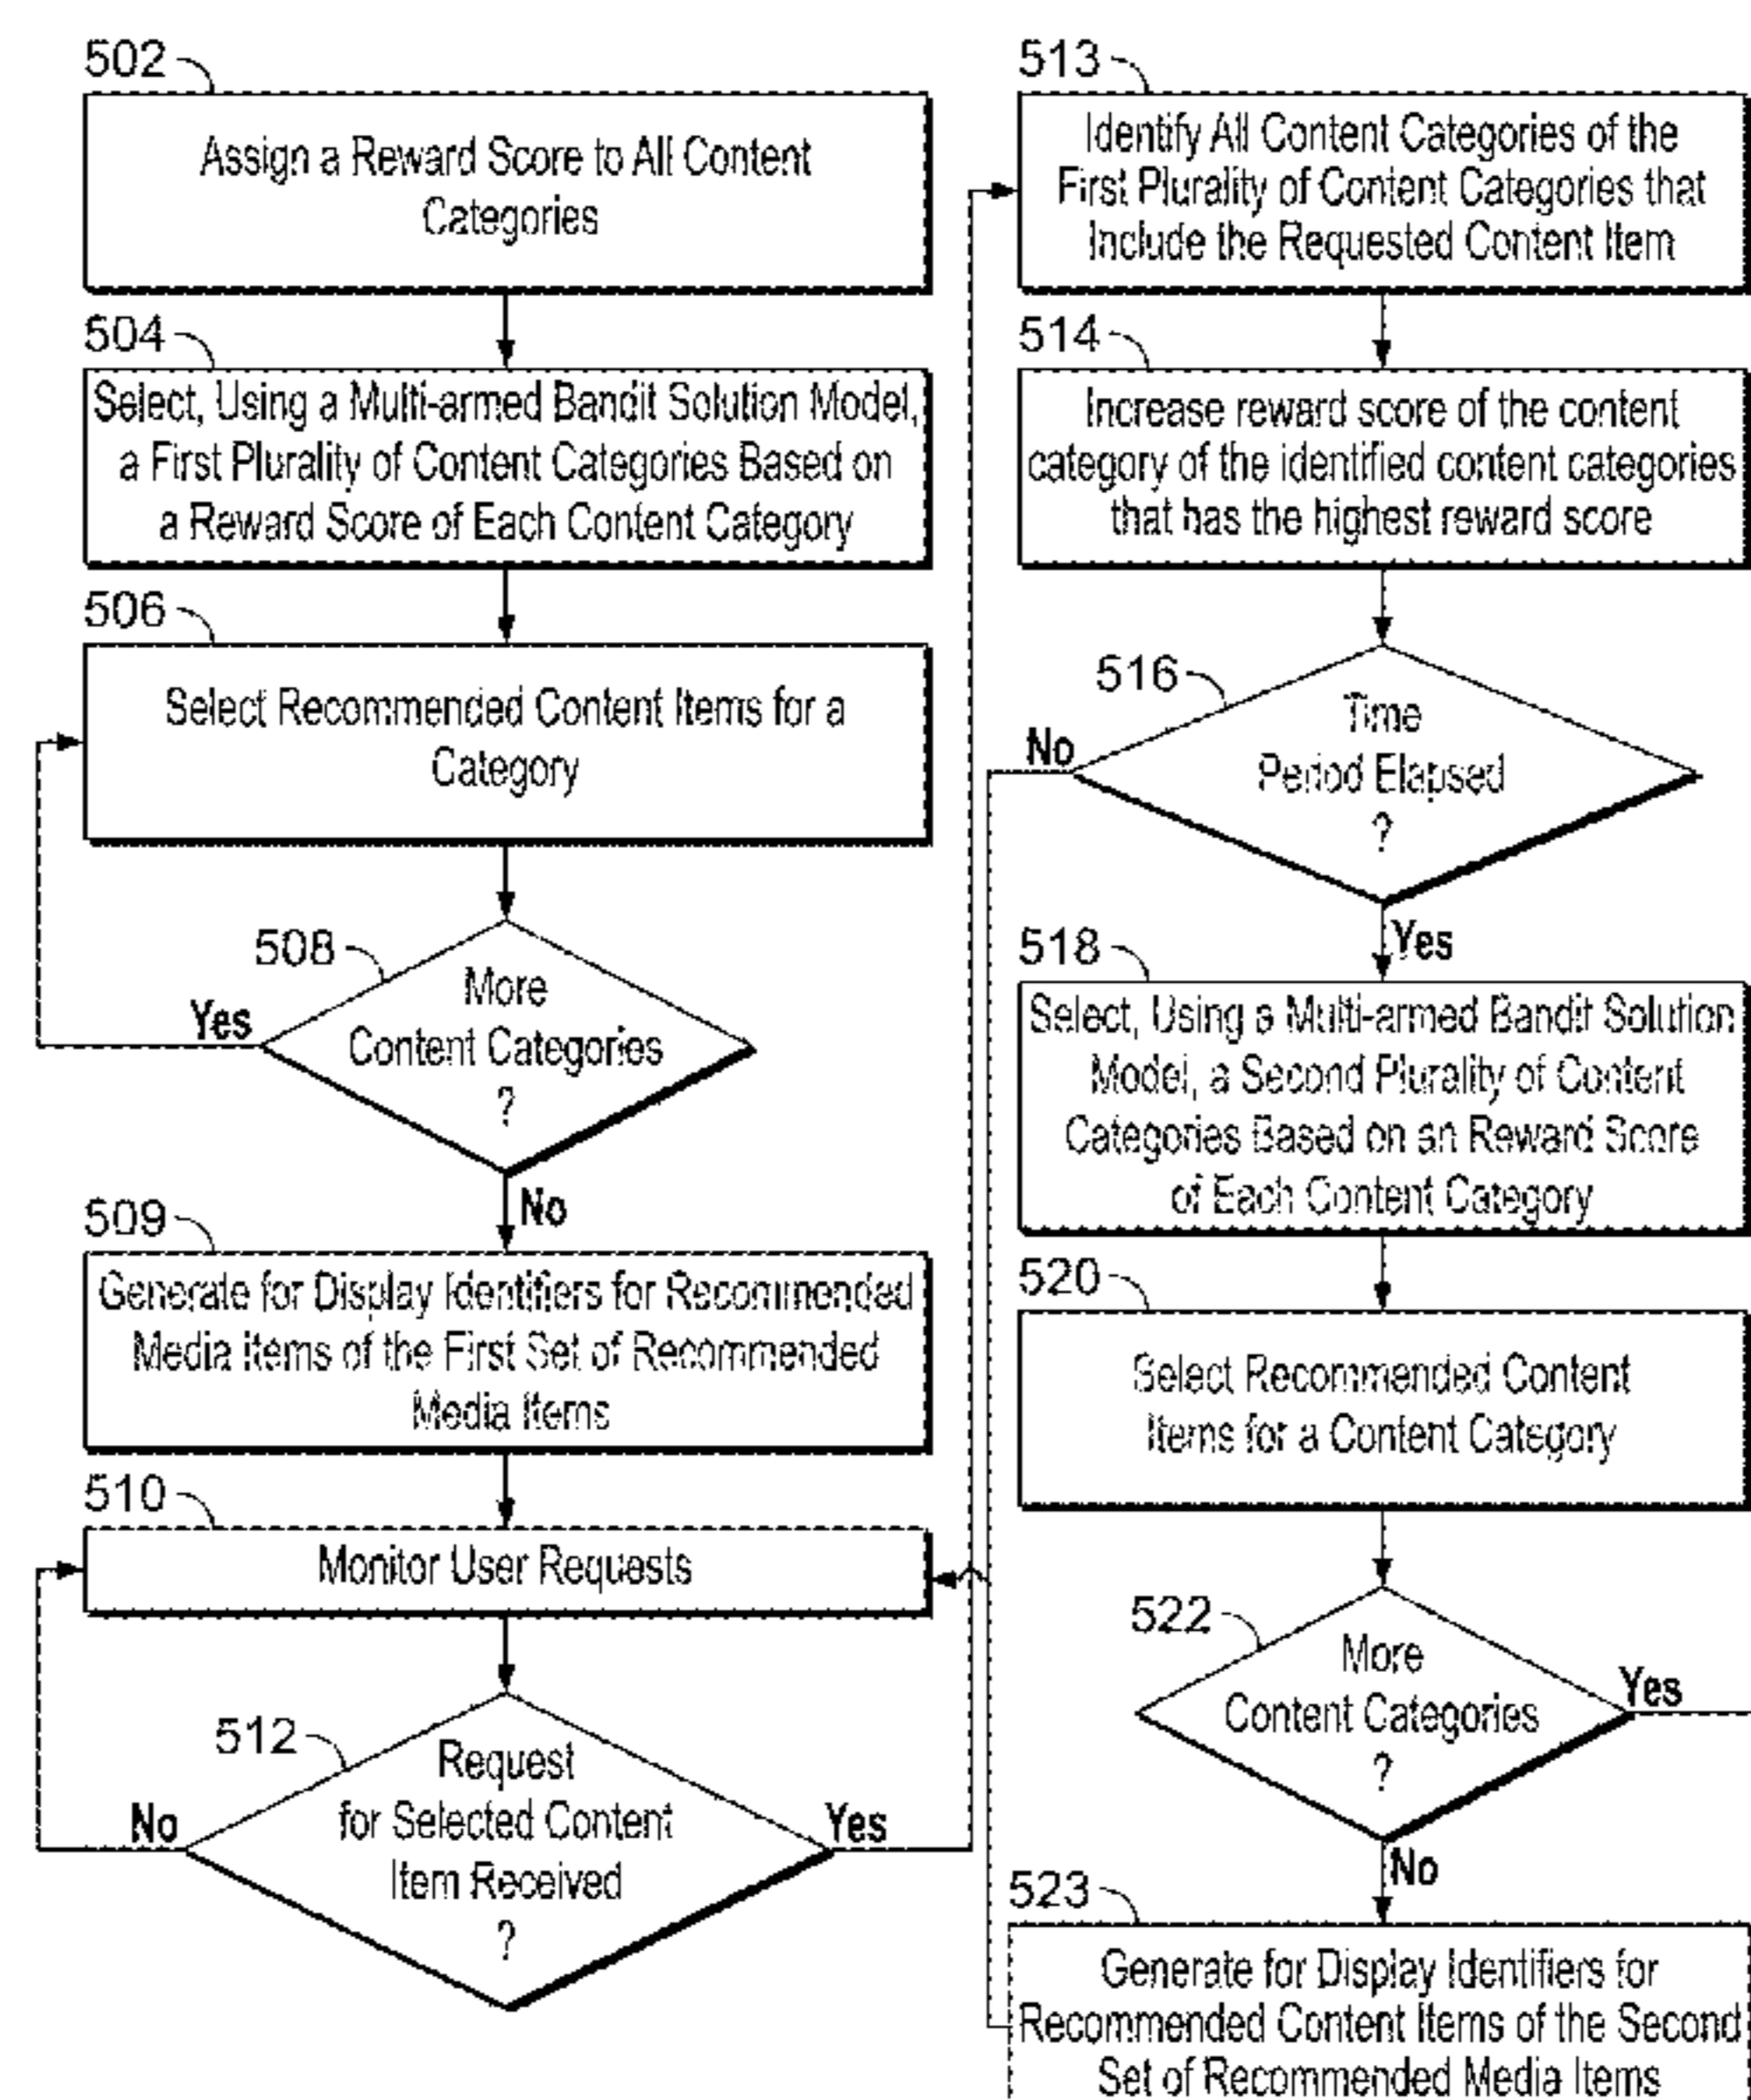 502
Assign a Reward Score to All Content
Categories
504
Select, Using a Multi-armed Bandit Solution Model,
a First Plurality of Content Categories Based on
a Reward Score of Each Content Category
506
Select Recommended Content Items for a
Category
508
More
Content Categories
?
Yes
No
509
Generate for Display Identifiers for Recommended
Media Items of the First Set of Recommended
Media Items
510
Monitor User Requests
512
Request
for Selected Content
Item Received
?
No
Yes
513
Identify All Content Categories of the
First Plurality of Content Categories that
Include the Requested Content Item
514
Increase reward score of the content
category of the identified content categories
that has the highest reward score
516
Time
Period Elapsed
?
No
Yes
518
Select, Using a Multi-armed Bandit Solution
Model, a Second Plurality of Content
Categories Based on an Reward Score
of Each Content Category
520
Select Recommended Content
Items for a Content Category
522
More
Content Categories
?
Yes
No
523
Generate for Display Identifiers for
Recommended Content Items of the Second
Set of Recommended Media Items